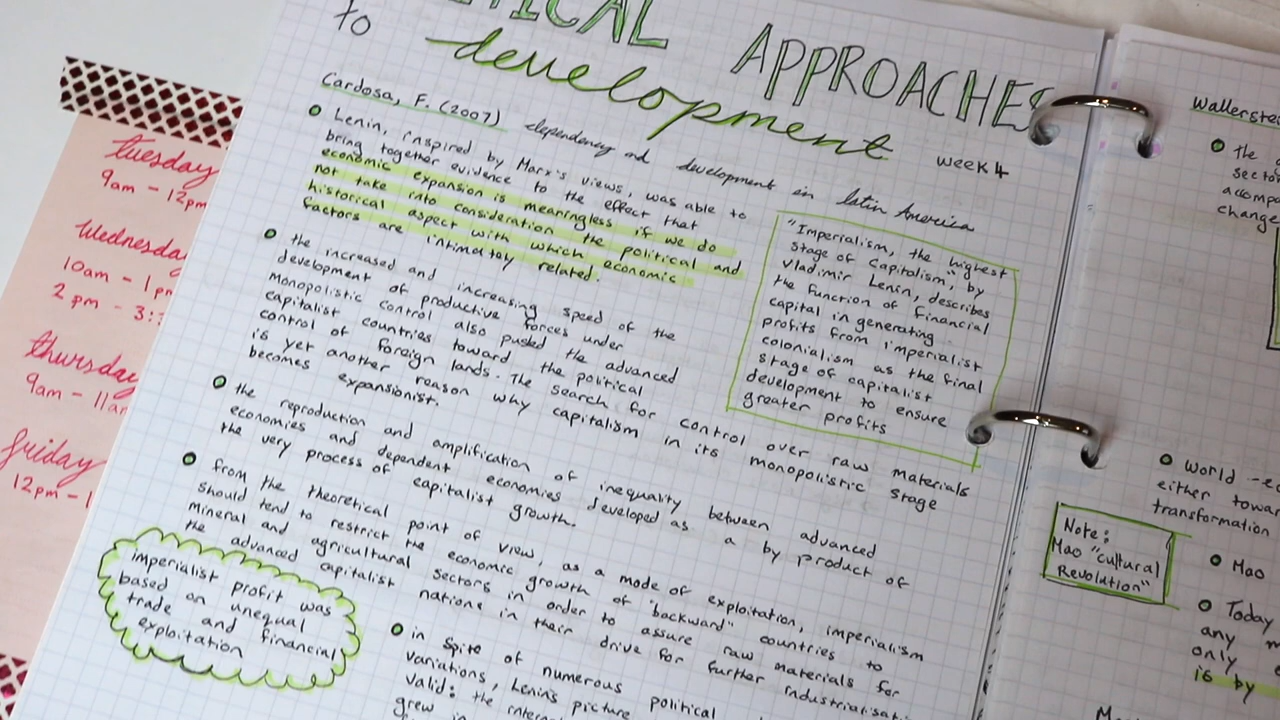 APPROACHES
to
development
week 4
Cardosa, F. (2007) dependency and development in latin America
Lenin, inspired by Marx's views, was able to
bring together evidence to the effect that
economic expansion is meaningless if we do
not take into consideration the political and
historical aspect with which economic
factors are intimately related.
"Imperialism, the highest
stage of Capitalism," by
Vladimir Lenin, describes
the function of financial
capital in generating
profits from imperialist
colonialism as the final
stage of capitalist
development to ensure
greater profits
the increased and increasing speed of the
development of productive forces under
monopolistic control also pushed the advanced
capitalist countries toward the political
control of foreign lands. The search for control over raw materials
is yet another reason why capitalism in its monopolistic stage
becomes expansionist.
the reproduction and amplification of inequality between advanced
economies and dependent economies developed as a by product of
the very process of capitalist growth.
from the theoretical point of view, as a mode of exploitation, imperialism
should tend to restrict the economic growth of "backward" countries to
mineral and agricultural sectors in order to assure raw materials for
the advanced capitalist nations in their drive for further
imperialist profit was
based on unequal
trade and financial
exploitation
in spite of numerous political
variations, Lenin's picture
valid: the
grew
tuesday
9am - 12pm
Wednesday
10am - 1
2 pm - 3:
thursday
9am - 11am
friday
12pm - 1
the
change
World
either
transformation
Note:
Mao "cultural
Revolution"
Mao
Today
any
only
is by